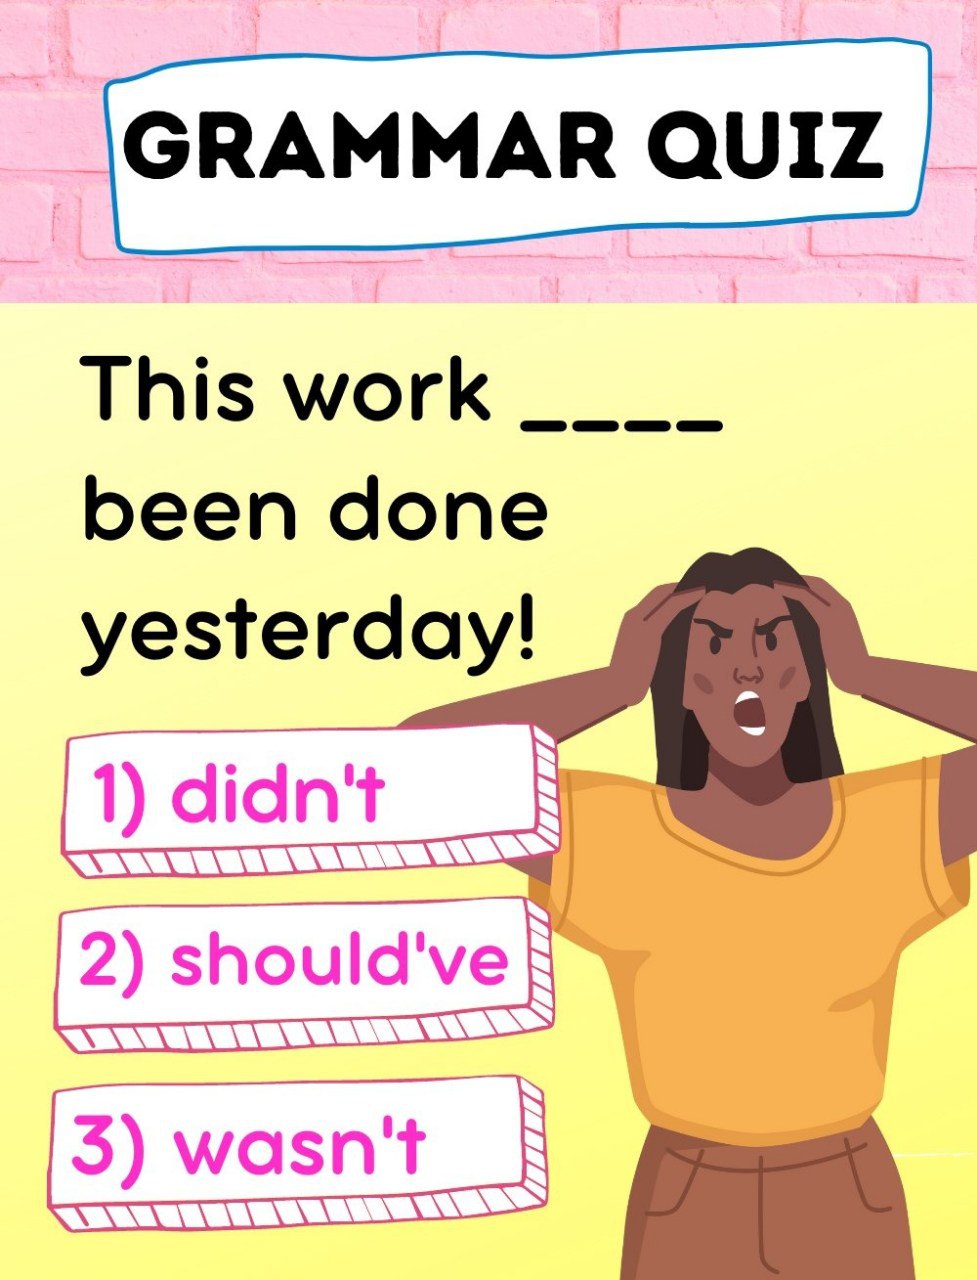 GRAMMAR QUIZ
This work ____
been done
yesterday!
1) didn't
2) should've
3) wasn't